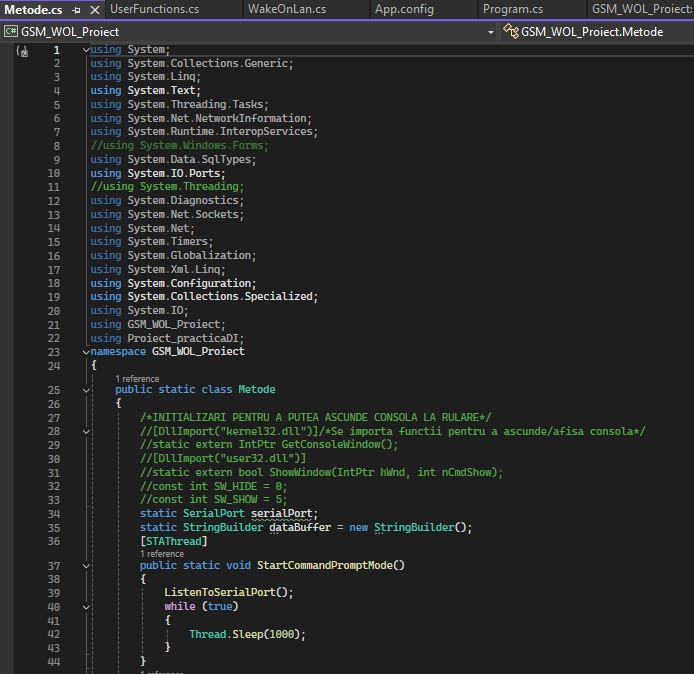 Metode.cs UserFunctions.cs WakeOnLan.cs App.config Program.cs GSM_WOL_Proiect:
C# GSM_WOL_Proiect GSM_WOL_Proiect.Metode
1 using System;
2 using System.Collections.Generic;
3 using System.Linq;
4 using System.Text;
5 using System.Threading.Tasks;
6 using System.Net.NetworkInformation;
7 using System.Runtime.InteropServices;
8 //using System.Windows.Forms;
9 using System.Data.SqlTypes;
10 using System.IO.Ports;
11 //using System.Threading;
12 using System.Diagnostics;
13 using System.Net.Sockets;
14 using System.Net;
15 using System.Timers;
16 using System.Globalization;
17 using System.Xml.Linq;
18 using System.Configuration;
19 using System.Collections.Specialized;
20 using System.IO;
21 using GSM_WOL_Proiect;
22 using Proiect_practicaDI;
23 namespace GSM_WOL_Proiect
24 {
1 reference
25 public static class Metode
26 {
27 /*INITIALIZARI PENTRU A PUTEA ASCUNDE CONSOLA LA RULARE*/
28 //[DllImport("kernel32.dll")]/*Se importa functii pentru a ascunde/afisa consola*/
29 //static extern IntPtr GetConsoleWindow();
30 //[DllImport("user32.dll")]
31 //static extern bool ShowWindow(IntPtr hWnd, int nCmdShow);
32 //const int SW_HIDE = 0;
33 //const int SW_SHOW = 5;
34 static SerialPort serialPort;
35 static StringBuilder dataBuffer = new StringBuilder();
36 [STAThread]
1 reference
37 public static void StartCommandPromptMode()
38 {
39 ListenToSerialPort();
40 while (true)
41 {
42 Thread.Sleep(1000);
43 }
44 }
1 reference